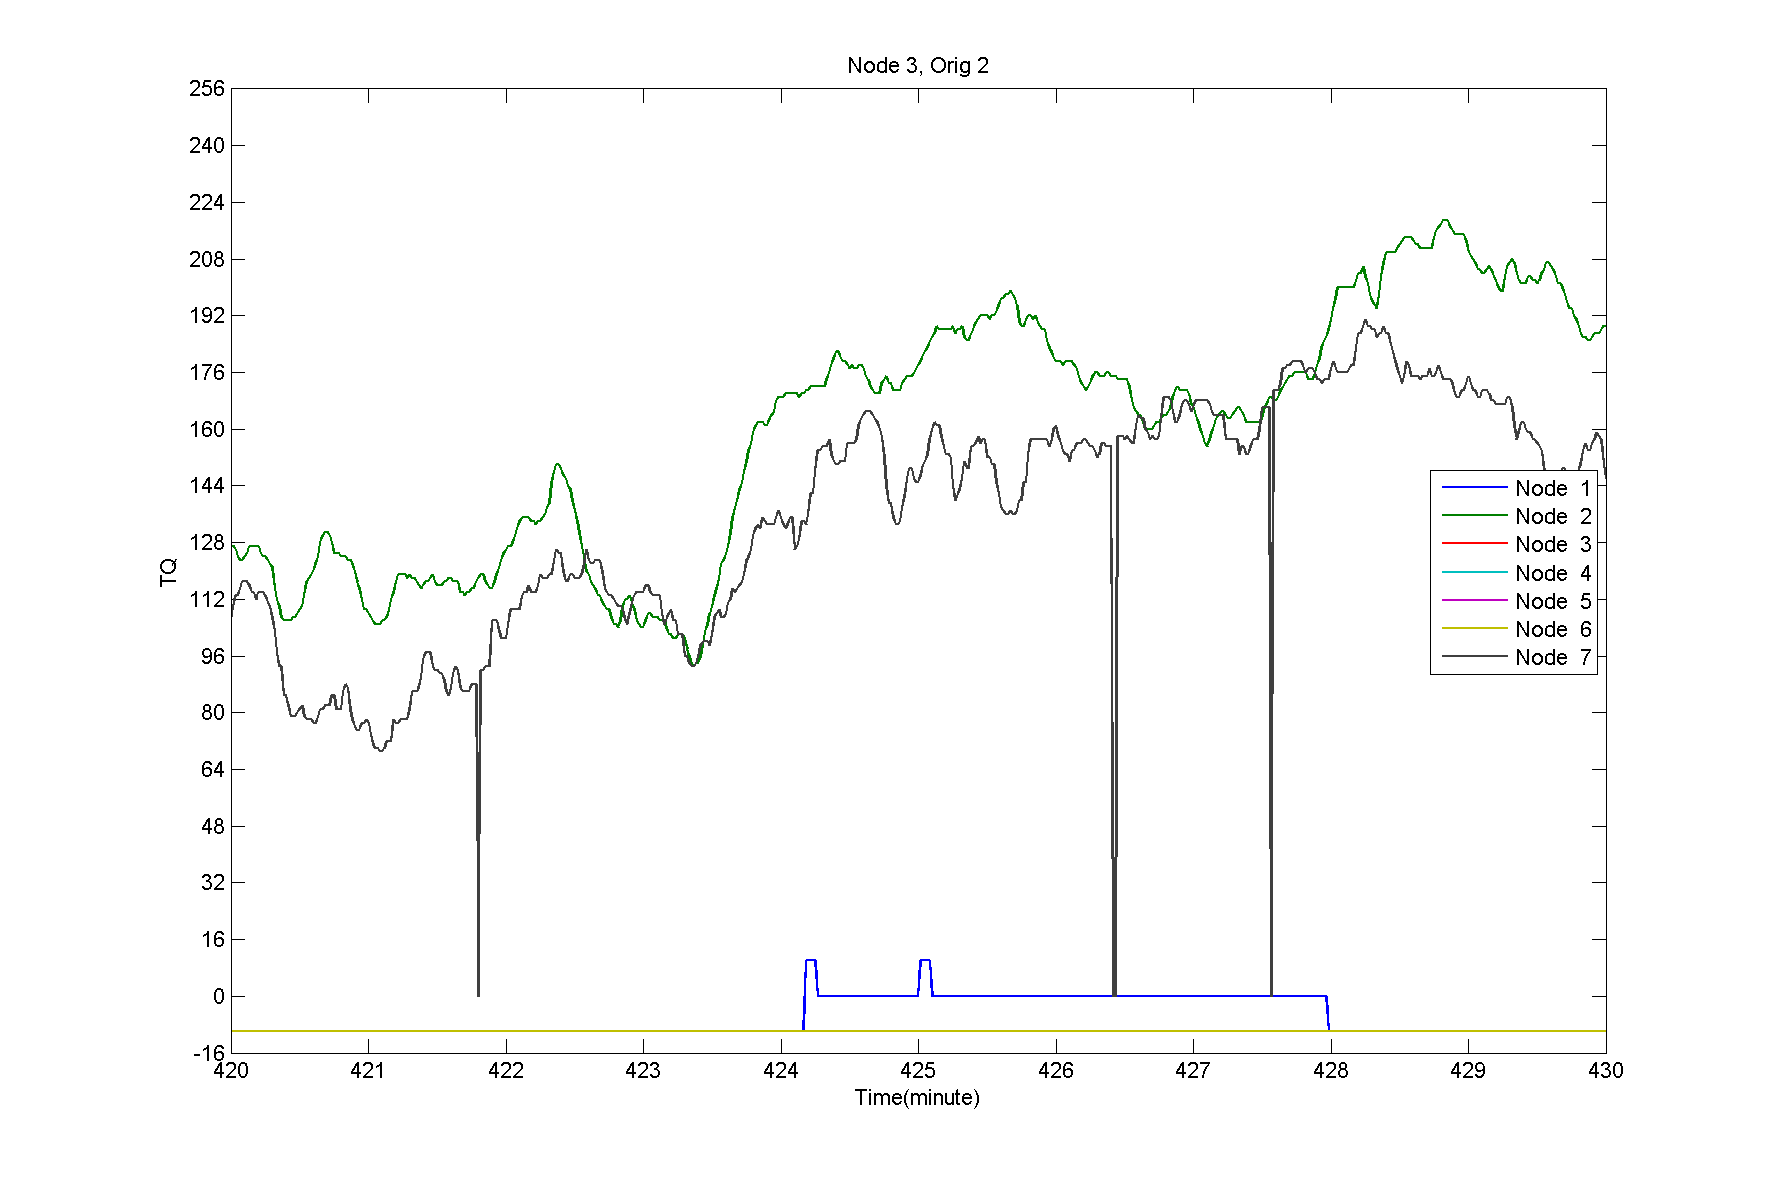 Node 3, Orig 2
256
240
224
208
192
176
160
144
128
112
96
80
64
48
32
16
0
-16
TQ
420 421 422 423 424 425 426 427 428 429 430
Time(minute)
Node 1
Node 2
Node 3
Node 4
Node 5
Node 6
Node 7